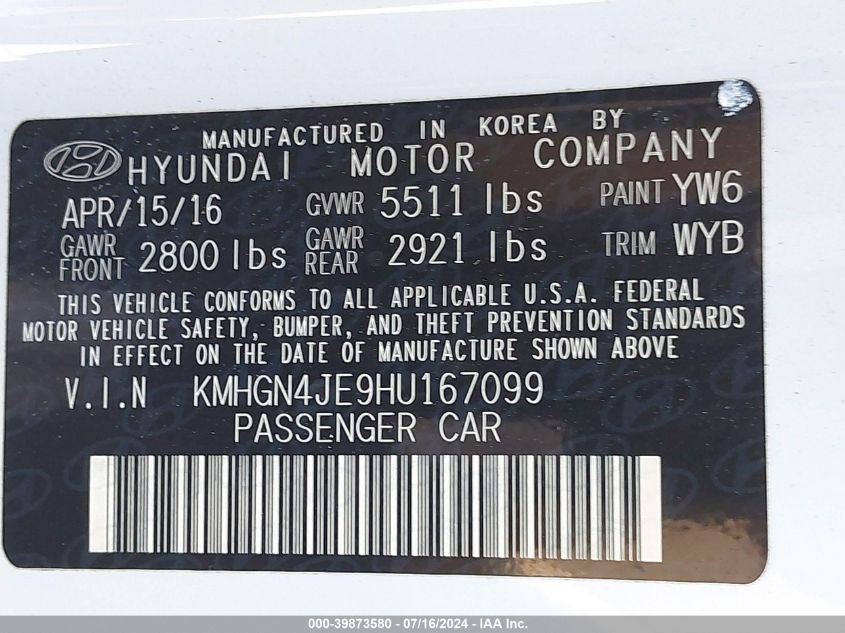 MANUFACTURED IN KOREA BY
HYUNDAI MOTOR COMPANY
APR/15/16 GVWR 5511 lbs PAINT YW6
GAWR FRONT 2800 lbs GAWR REAR 2921 lbs TRIM WYB
THIS VEHICLE CONFORMS TO ALL APPLICABLE U.S.A. FEDERAL
MOTOR VEHICLE SAFETY, BUMPER, AND THEFT PREVENTION STANDARDS
IN EFFECT ON THE DATE OF MANUFACTURE SHOWN ABOVE
V.I.N KMHGN4JE9HU167099
PASSENGER CAR
000-39873580 - 07/16/2024 - © IAA, Inc.